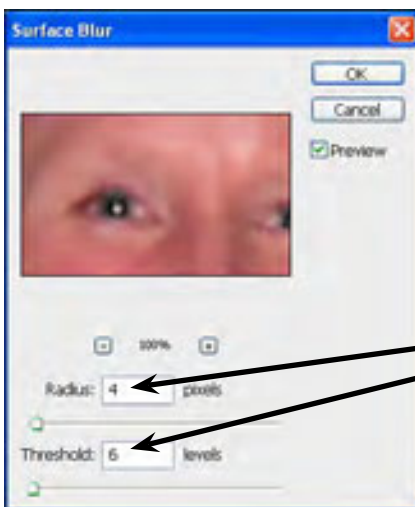 Surface Blur
OK
Cancel
Preview
- 100% +
Radius: 4 pixels
Threshold: 6 levels